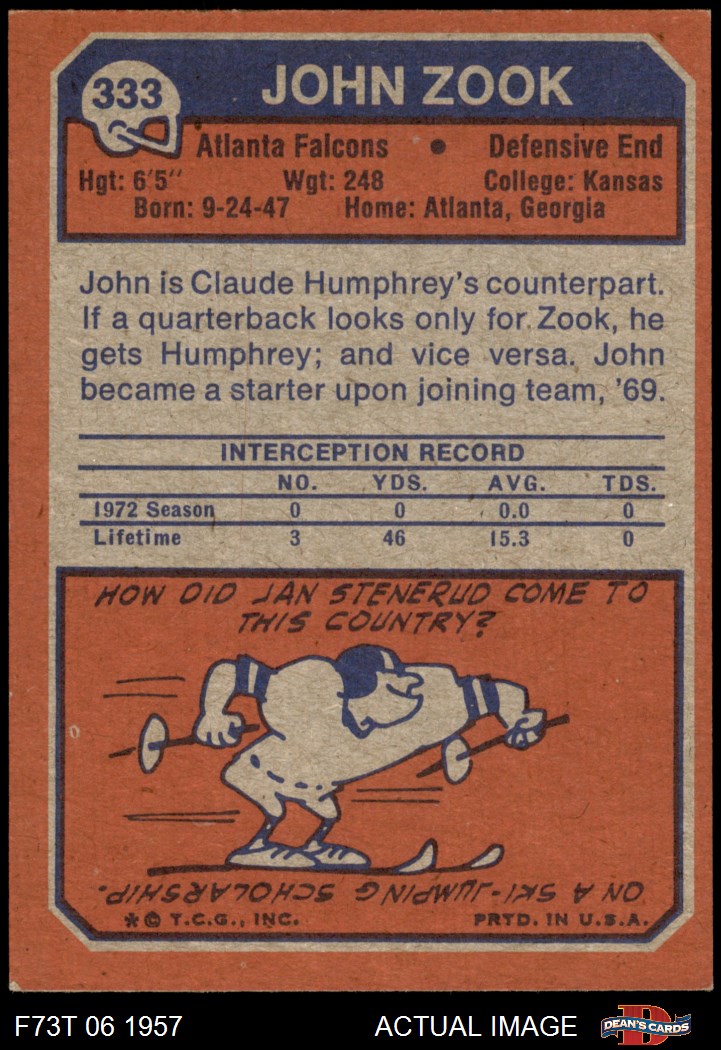 333
JOHN ZOOK
Atlanta Falcons • Defensive End
Hgt: 6'5" Wgt: 248 College: Kansas
Born: 9-24-47 Home: Atlanta, Georgia
John is Claude Humphrey's counterpart.
If a quarterback looks only for Zook, he
gets Humphrey; and vice versa. John
became a starter upon joining team, '69.
INTERCEPTION RECORD
NO. YDS. AVG. TDS.
1972 Season 0 0 0.0 0
Lifetime 3 46 15.3 0
HOW DID JAN STENERUD COME TO
THIS COUNTRY?
ON A SKI-JUMPING SCHOLARSHIP.
* © T.C.G., INC. PRTD. IN U.S.A.
F73T 06 1957 ACTUAL IMAGE
D
DEAN'S CARDS